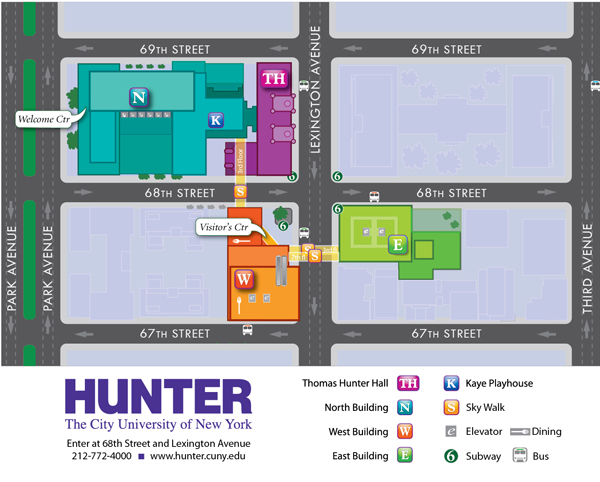 69TH STREET
69TH STREET
LEXINGTON AVENUE
TH
N
Welcome Ctr
K
3rd Floor
6
6
68TH STREET
68TH STREET
S
6
Visitor's Ctr
6
E
S
S
W
PARK AVENUE
PARK AVENUE
THIRD AVENUE
67TH STREET
67TH STREET
HUNTER
The City University of New York
Enter at 68th Street and Lexington Avenue
212-772-4000 ■ www.hunter.cuny.edu
Thomas Hunter Hall TH
K Kaye Playhouse
North Building N
S Sky Walk
West Building W
e Elevator
Dining
East Building E
6 Subway
Bus